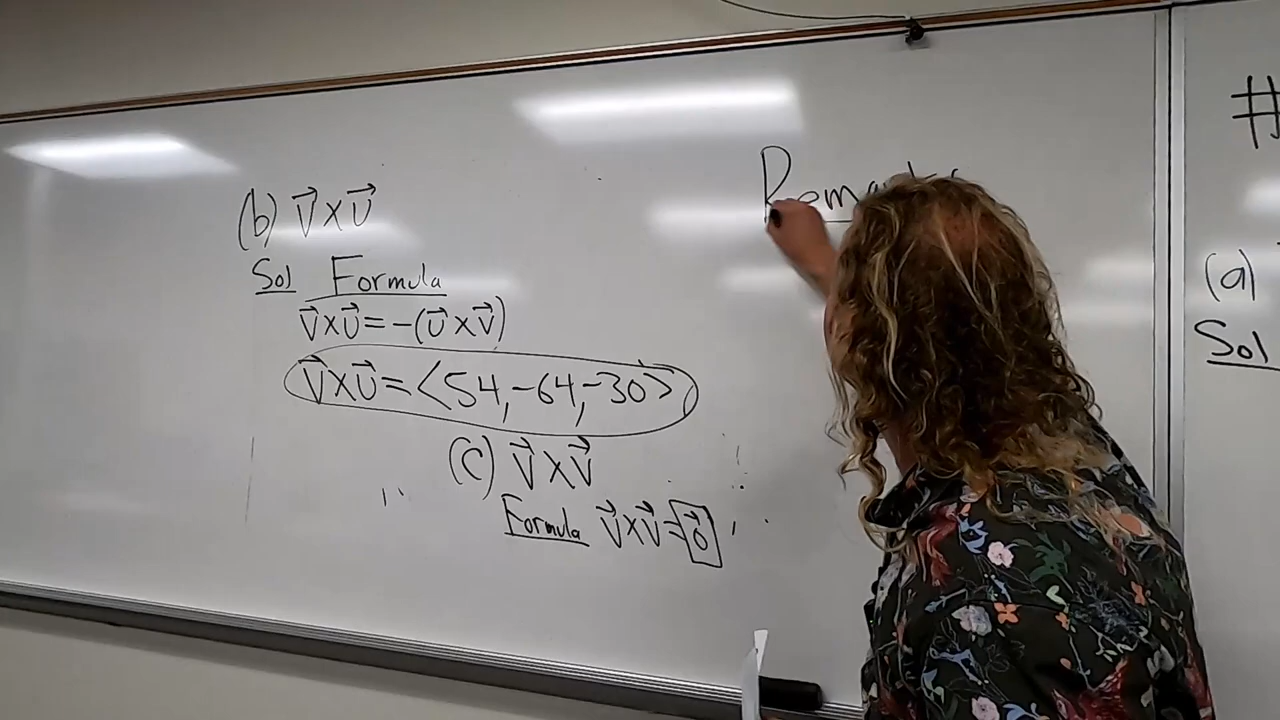 (b) V⃗ X U⃗
Sol Formula
V⃗ X U⃗ = -(U⃗ X V⃗)
V⃗ X U⃗ = <54, -64, -30>
(c) V⃗ X V⃗
Formula V⃗ X V⃗ = 0⃗
#
(a)
Sol